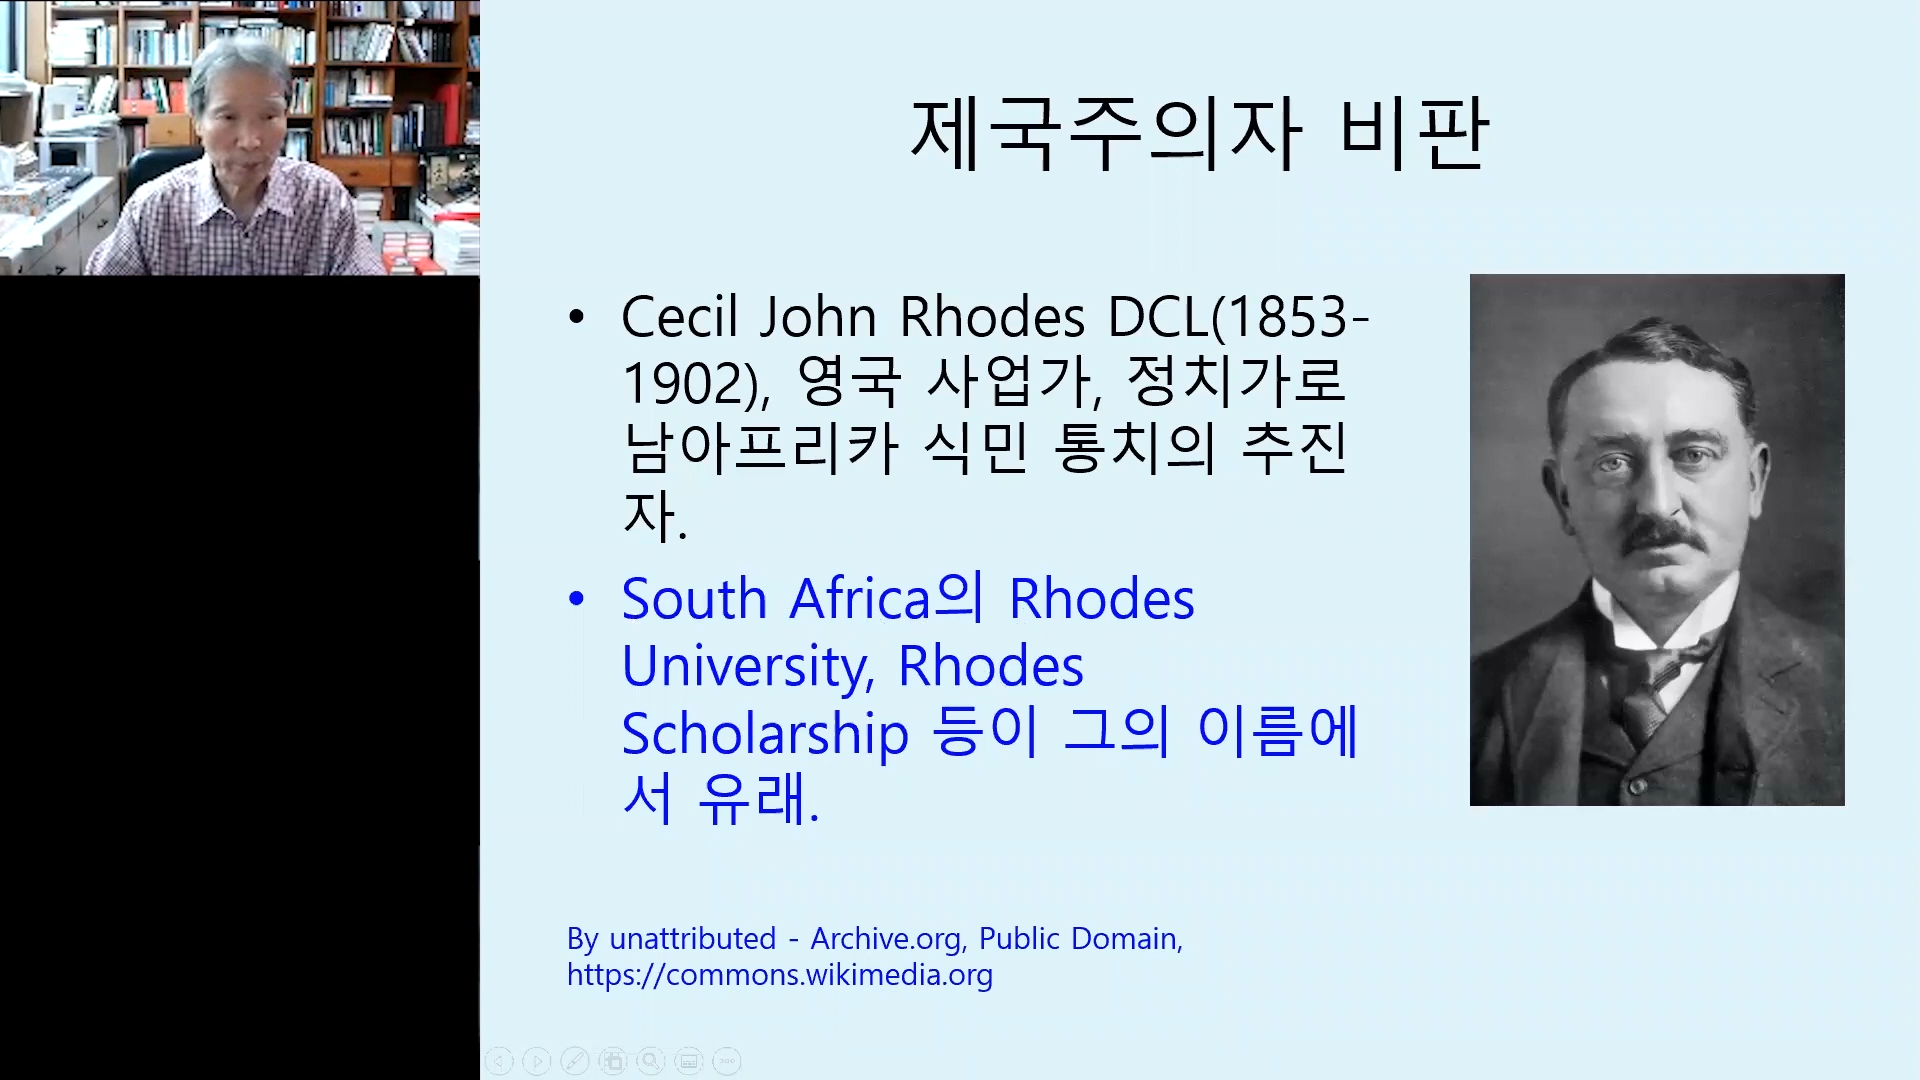 제국주의자 비판
• Cecil John Rhodes DCL(1853-
1902), 영국 사업가, 정치가로
남아프리카 식민 통치의 추진
자.
• South Africa의 Rhodes
University, Rhodes
Scholarship 등이 그의 이름에
서 유래.
By unattributed - Archive.org, Public Domain,
https://commons.wikimedia.org